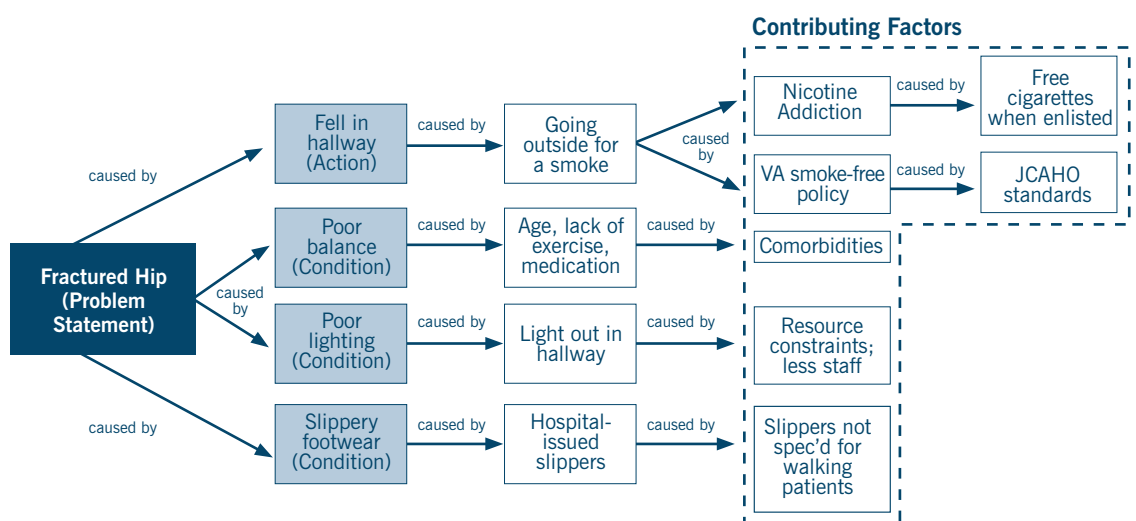 Contributing Factors
Fractured Hip
(Problem
Statement)
caused by
caused
by
caused by
Fell in
hallway
(Action)
caused by
Going
outside for
a smoke
caused
by
Nicotine
Addiction
caused by
Free
cigarettes
when enlisted
VA smoke-free
policy
caused by
JCAHO
standards
Poor
balance
(Condition)
caused by
Age, lack of
exercise,
medication
caused by
Comorbidities
Poor
lighting
(Condition)
caused by
Light out in
hallway
caused by
Resource
constraints;
less staff
Slippery
footwear
(Condition)
caused by
Hospital-
issued
slippers
caused by
Slippers not
spec’d for
walking
patients